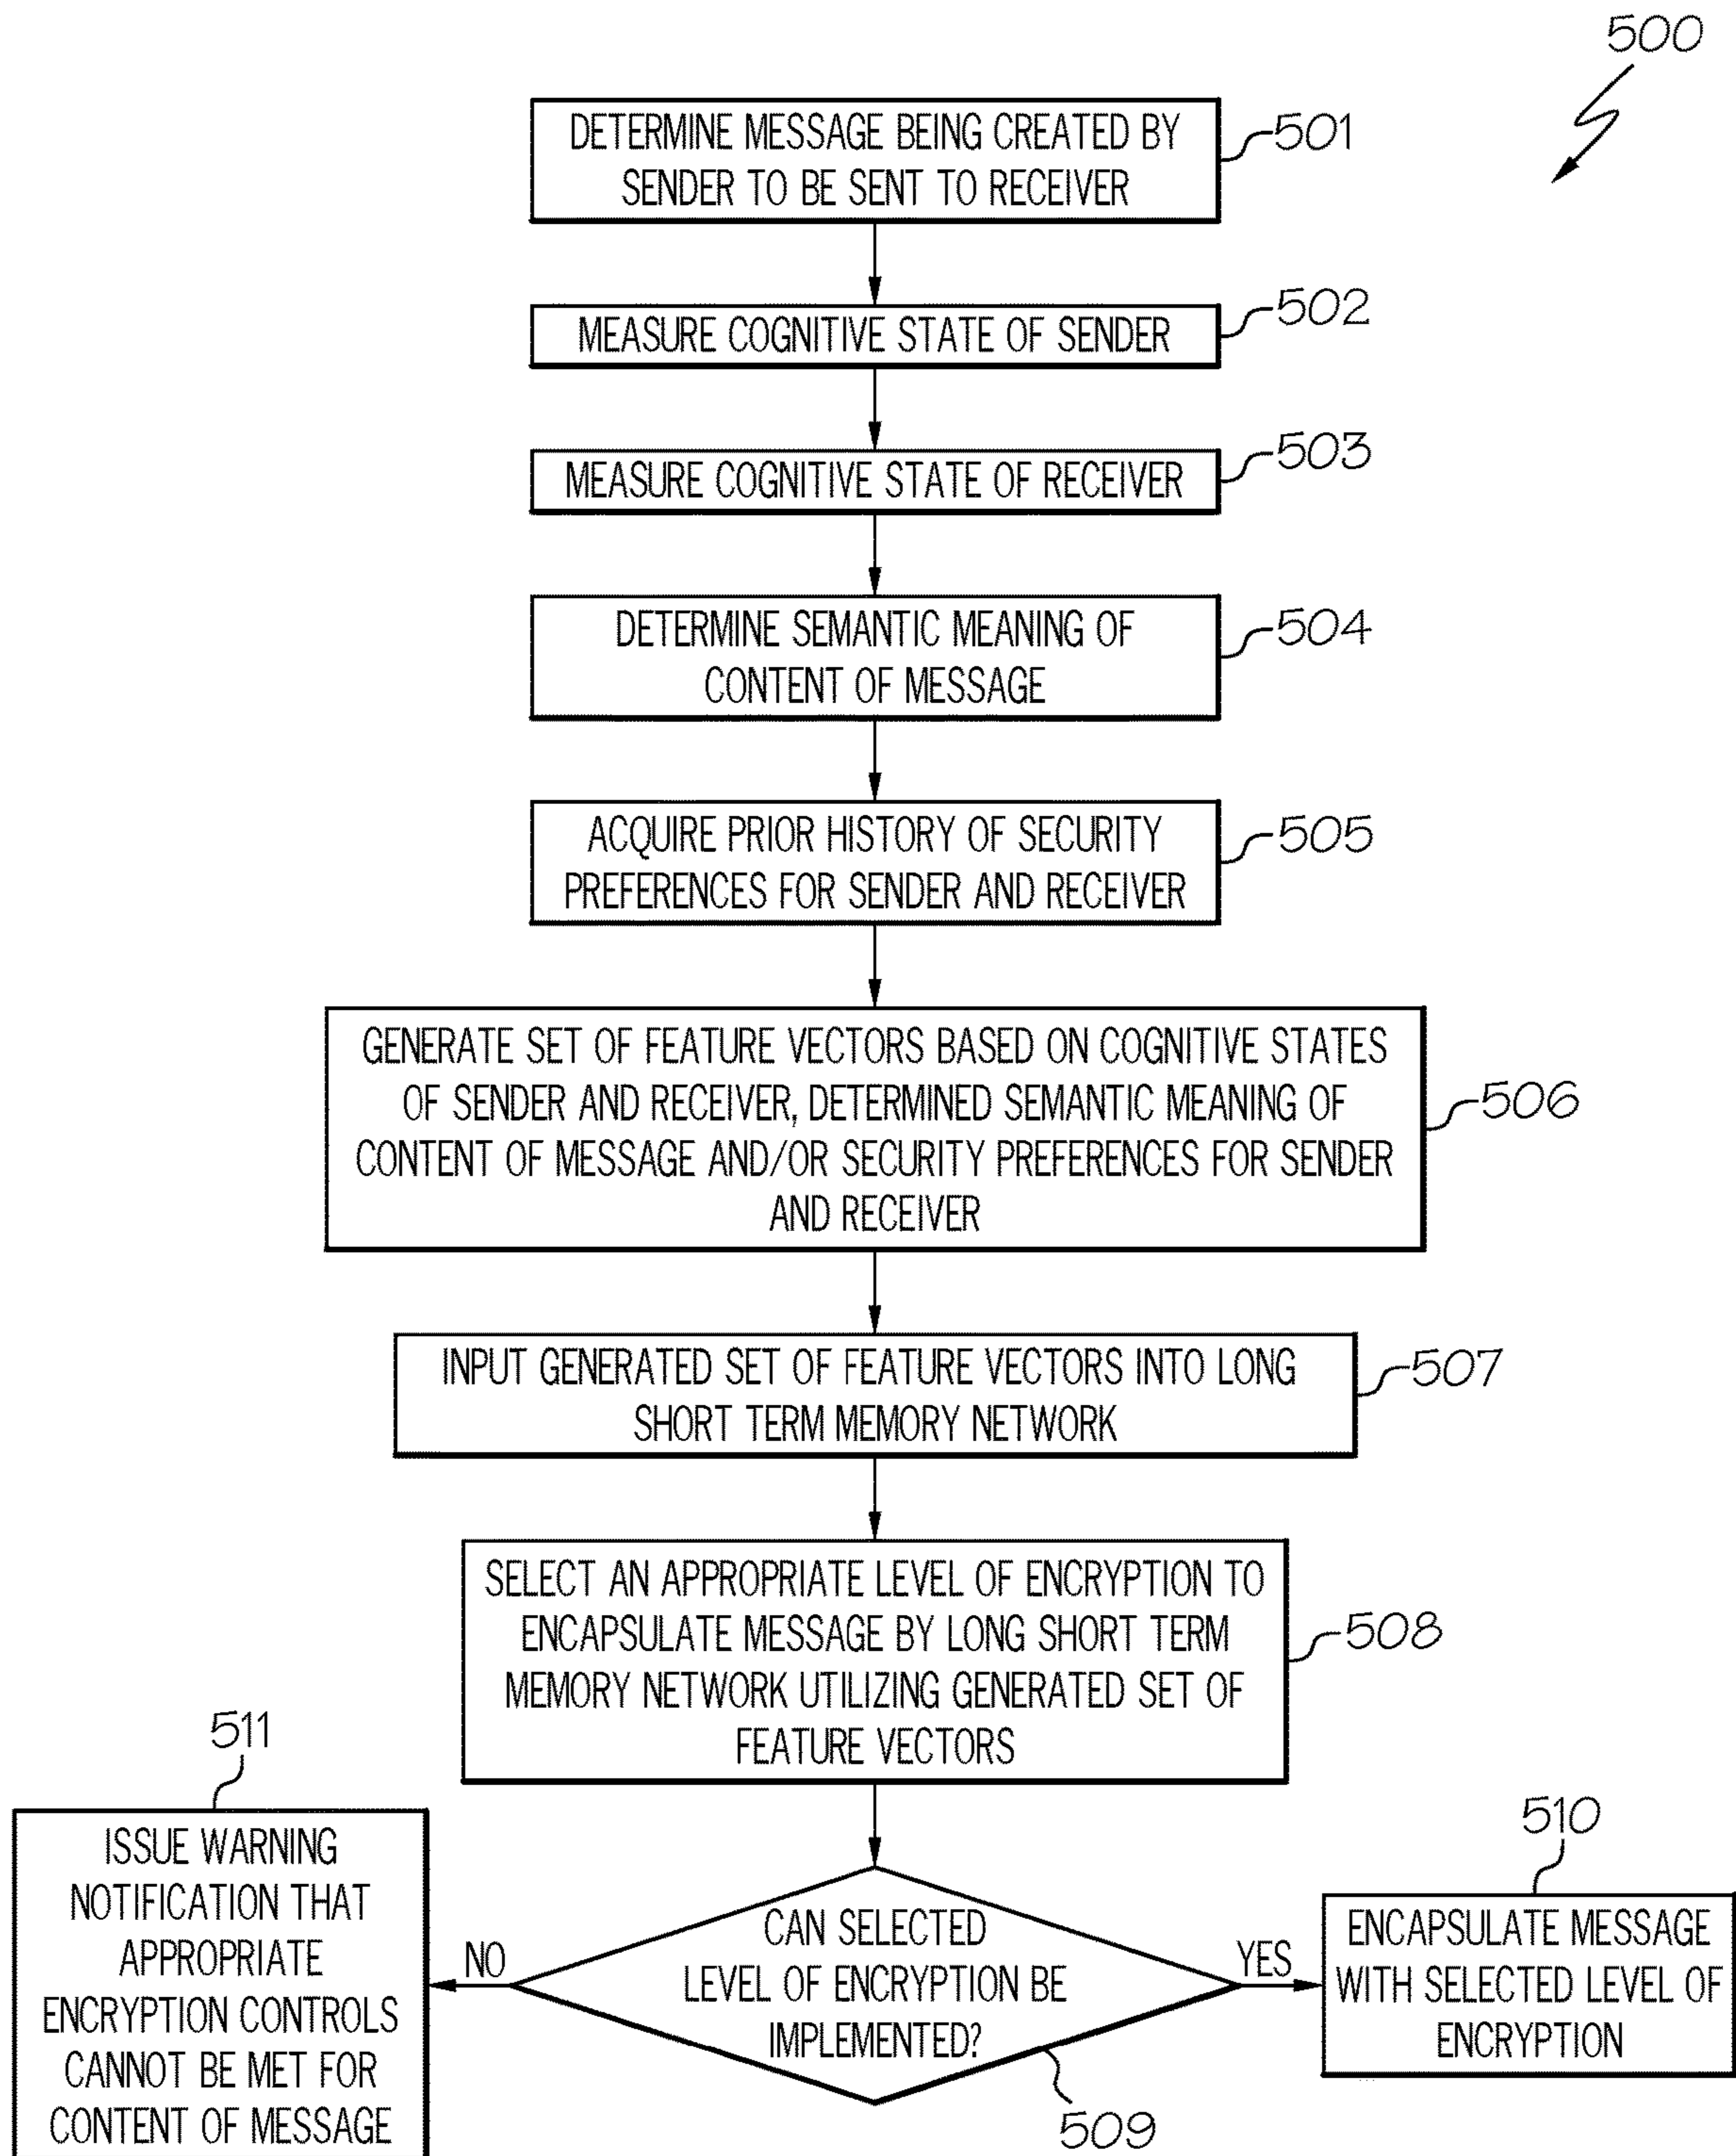 500
DETERMINE MESSAGE BEING CREATED BY
SENDER TO BE SENT TO RECEIVER
501
MEASURE COGNITIVE STATE OF SENDER
502
MEASURE COGNITIVE STATE OF RECEIVER
503
DETERMINE SEMANTIC MEANING OF
CONTENT OF MESSAGE
504
ACQUIRE PRIOR HISTORY OF SECURITY
PREFERENCES FOR SENDER AND RECEIVER
505
GENERATE SET OF FEATURE VECTORS BASED ON COGNITIVE STATES
OF SENDER AND RECEIVER, DETERMINED SEMANTIC MEANING OF
CONTENT OF MESSAGE AND/OR SECURITY PREFERENCES FOR SENDER
AND RECEIVER
506
INPUT GENERATED SET OF FEATURE VECTORS INTO LONG
SHORT TERM MEMORY NETWORK
507
SELECT AN APPROPRIATE LEVEL OF ENCRYPTION TO
ENCAPSULATE MESSAGE BY LONG SHORT TERM
MEMORY NETWORK UTILIZING GENERATED SET OF
FEATURE VECTORS
508
511
ISSUE WARNING
NOTIFICATION THAT
APPROPRIATE
ENCRYPTION CONTROLS
CANNOT BE MET FOR
CONTENT OF MESSAGE
NO
CAN SELECTED
LEVEL OF ENCRYPTION BE
IMPLEMENTED?
509
YES
510
ENCAPSULATE MESSAGE
WITH SELECTED LEVEL OF
ENCRYPTION